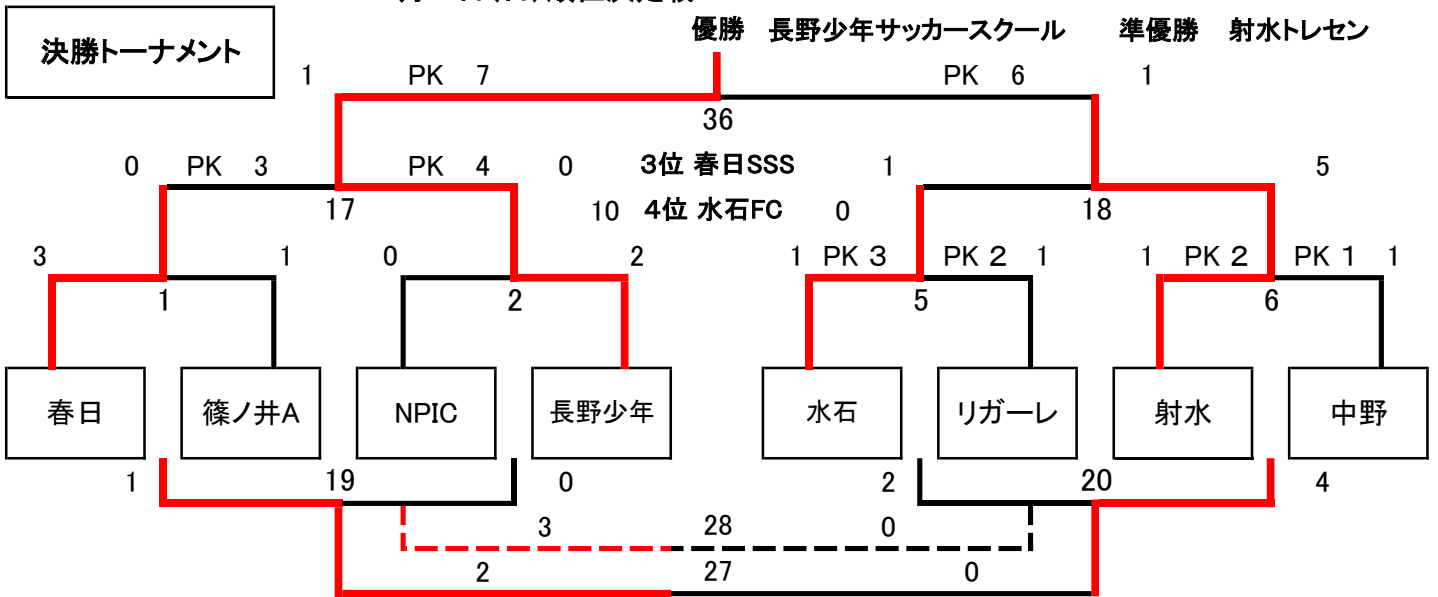 優勝 長野少年サッカースクール 準優勝 射水トレセン
決勝トーナメント
1 PK 7 PK 6 1
36
0 PK 3 PK 4 0 3位 春日SSS 1 5
17 10 4位 水石FC 0 18
3 1 0 2 1 PK 3 PK 2 1 1 PK 2 PK 1 1
1 2 5 6
春日 篠ノ井A NPIC 長野少年 水石 リガーレ 射水 中野
1 19 0 2 20 4
3 28 0
2 27 0